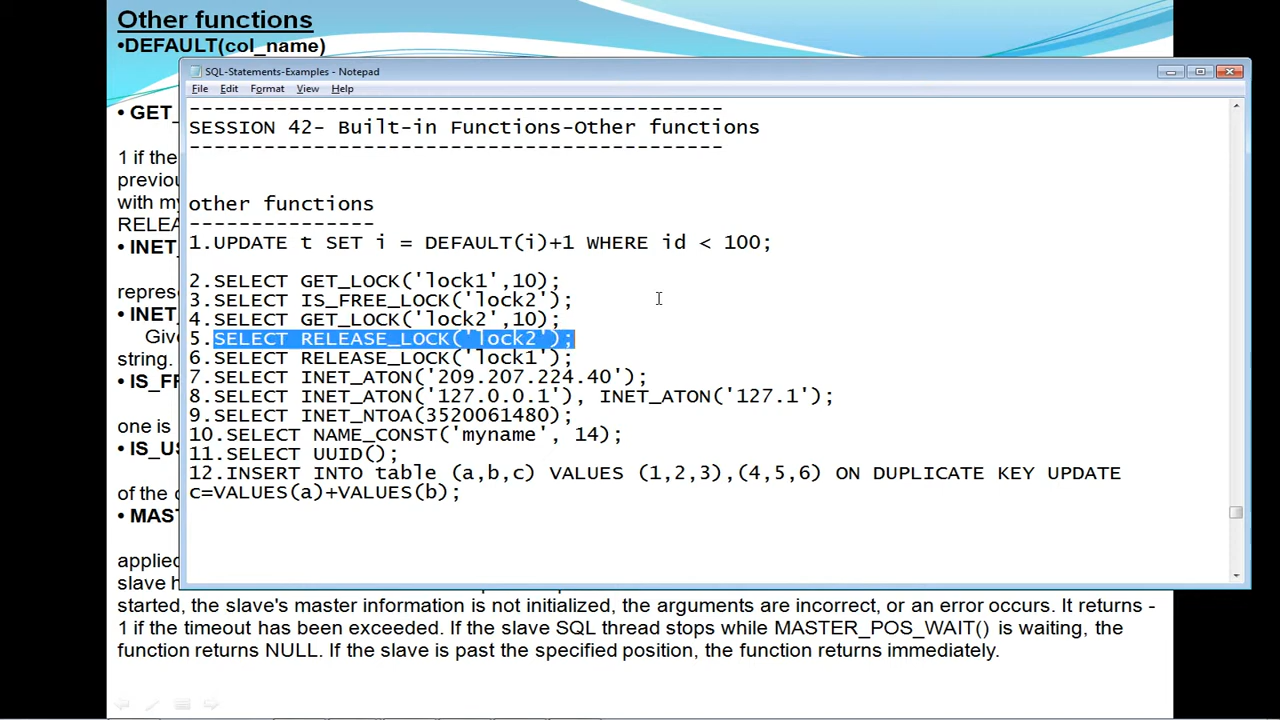 Other functions
•DEFAULT(col_name)
SQL-Statements-Examples - Notepad
File Edit Format View Help
-------------------------------------------
SESSION 42- Built-in Functions-Other functions
-------------------------------------------
other functions
---------------
1.UPDATE t SET i = DEFAULT(i)+1 WHERE id < 100;
2.SELECT GET_LOCK('lock1',10);
3.SELECT IS_FREE_LOCK('lock2');
4.SELECT GET_LOCK('lock2',10);
5.SELECT RELEASE_LOCK('lock2');
6.SELECT RELEASE_LOCK('lock1');
7.SELECT INET_ATON('209.207.224.40');
8.SELECT INET_ATON('127.0.0.1'), INET_ATON('127.1');
9.SELECT INET_NTOA(3520061480);
10.SELECT NAME_CONST('myname', 14);
11.SELECT UUID();
12.INSERT INTO table (a,b,c) VALUES (1,2,3),(4,5,6) ON DUPLICATE KEY UPDATE
c=VALUES(a)+VALUES(b);
• GET_
1 if the
previou
with my
RELEA
• INET_
represe
• INET_
Give
string.
• IS_FR
one is
• IS_US
of the c
• MAST
applied
slave h
started, the slave's master information is not initialized, the arguments are incorrect, or an error occurs. It returns -
1 if the timeout has been exceeded. If the slave SQL thread stops while MASTER_POS_WAIT() is waiting, the
function returns NULL. If the slave is past the specified position, the function returns immediately.